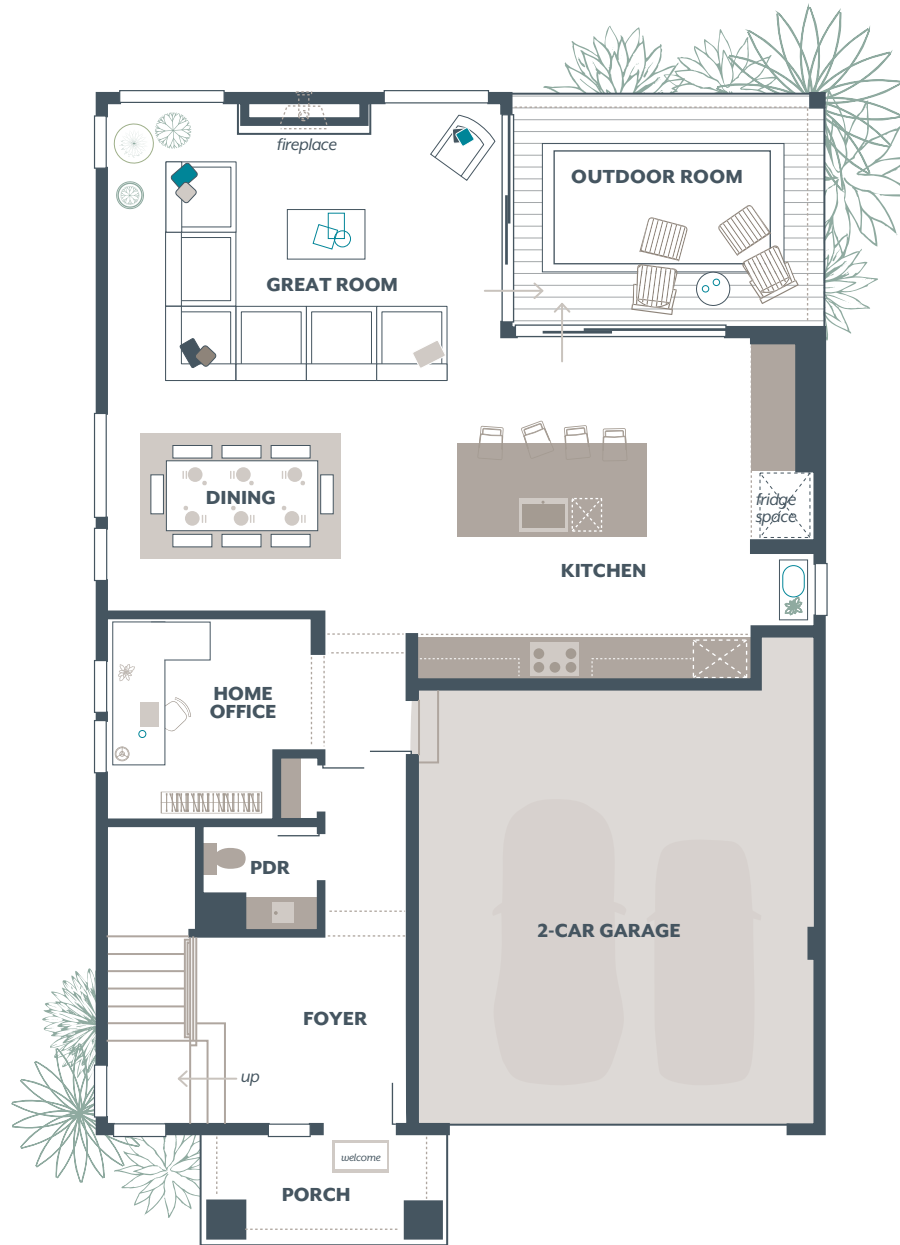 fireplace
OUTDOOR ROOM
GREAT ROOM
DINING
fridge
space
KITCHEN
HOME
OFFICE
PDR
2-CAR GARAGE
FOYER
up
welcome
PORCH